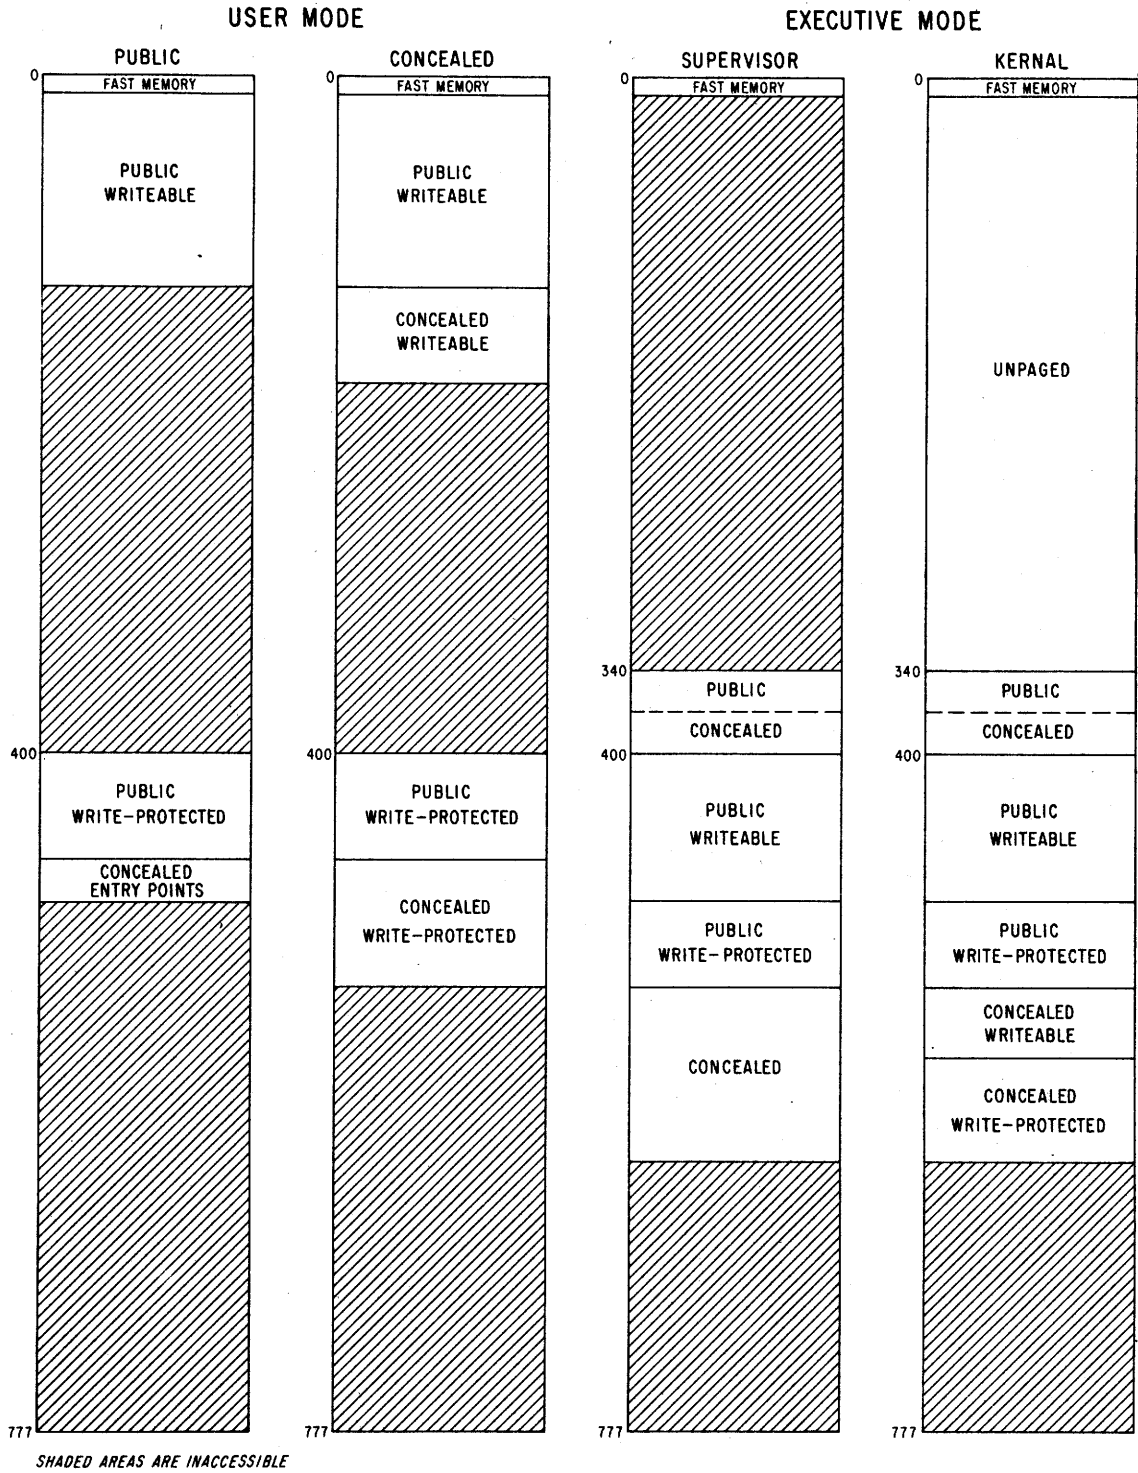 USER MODE
EXECUTIVE MODE
PUBLIC
0
FAST MEMORY
PUBLIC
WRITEABLE
400
PUBLIC
WRITE-PROTECTED
CONCEALED
ENTRY POINTS
777
CONCEALED
0
FAST MEMORY
PUBLIC
WRITEABLE
CONCEALED
WRITEABLE
400
PUBLIC
WRITE-PROTECTED
CONCEALED
WRITE-PROTECTED
777
SUPERVISOR
0
FAST MEMORY
340
PUBLIC
CONCEALED
400
PUBLIC
WRITEABLE
PUBLIC
WRITE-PROTECTED
CONCEALED
777
KERNAL
0
FAST MEMORY
UNPAGED
340
PUBLIC
CONCEALED
400
PUBLIC
WRITEABLE
PUBLIC
WRITE-PROTECTED
CONCEALED
WRITEABLE
CONCEALED
WRITE-PROTECTED
777
SHADED AREAS ARE INACCESSIBLE